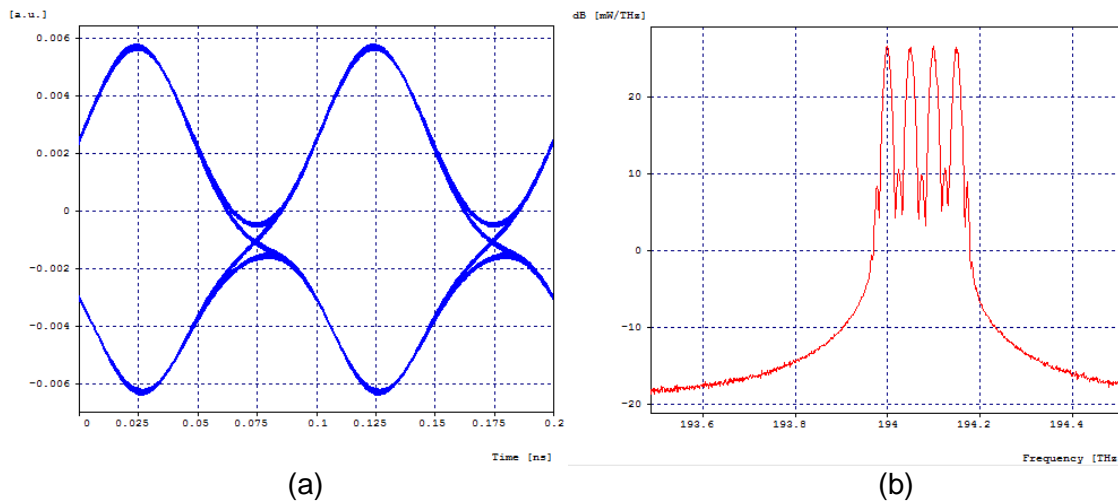 [a.u.]
0.006
0.004
0.002
0
-0.002
-0.004
-0.006
0 0.025 0.05 0.075 0.1 0.125 0.15 0.175 0.2
Time [ns]
(a)
dB [mW/THz]
20
10
0
-10
-20
193.6 193.8 194 194.2 194.4
Frequency [THz
(b)